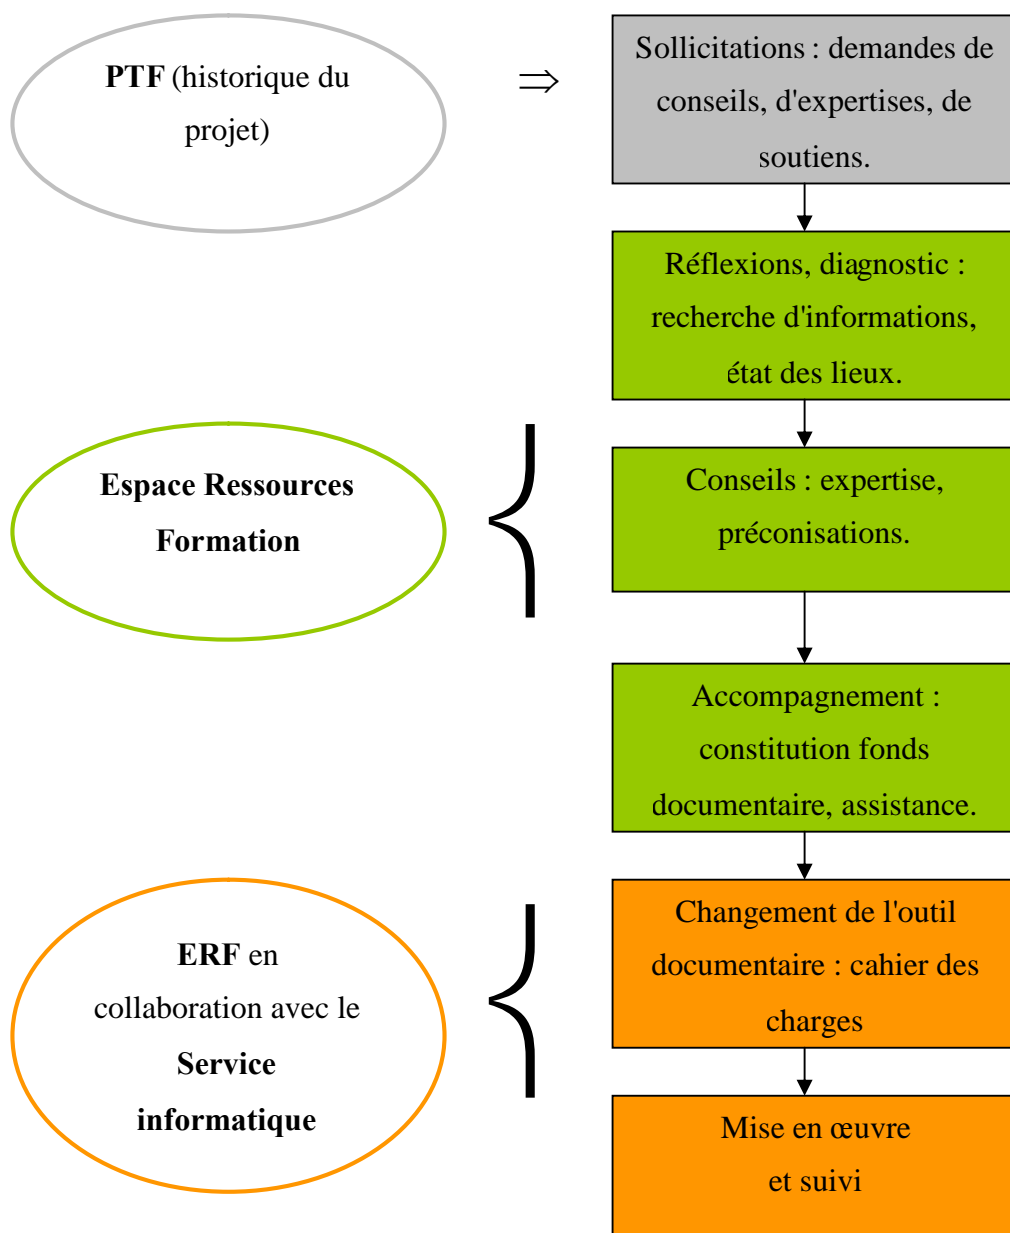 PTF (historique du
projet)
⇒
Sollicitations : demandes de
conseils, d'expertises, de
soutiens.
Réflexions, diagnostic :
recherche d'informations,
état des lieux.
Espace Ressources
Formation
Conseils : expertise,
préconisations.
Accompagnement :
constitution fonds
documentaire, assistance.
ERF en
collaboration avec le
Service
informatique
Changement de l'outil
documentaire : cahier des
charges
Mise en œuvre
et suivi